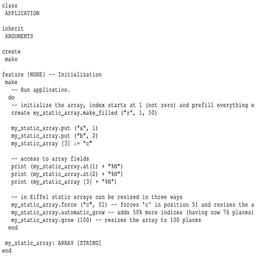 class
APPLICATION
inherit
ARGUMENTS
create
make
feature {NONE} -- Initialization
make
-- Run application.
do
-- initialize the array, index starts at 1 (not zero) and prefill everything w
create my_static_array.make_filled ("z", 1, 50)
my_static_array.put ("a", 1)
my_static_array.put ("b", 2)
my_static_array [3] := "c"
-- access to array fields
print (my_static_array.at(1) + "%N")
print (my_static_array.at(2) + "%N")
print (my_static_array [3] + "%N")
-- in Eiffel static arrays can be resized in three ways
my_static_array.force ("c", 51) -- forces 'c' in position 51 and resizes the a
my_static_array.automatic_grow -- adds 50% more indices (having now 76 places)
my_static_array.grow (100) -- resizes the array to 100 places
end
my_static_array: ARRAY [STRING]
end